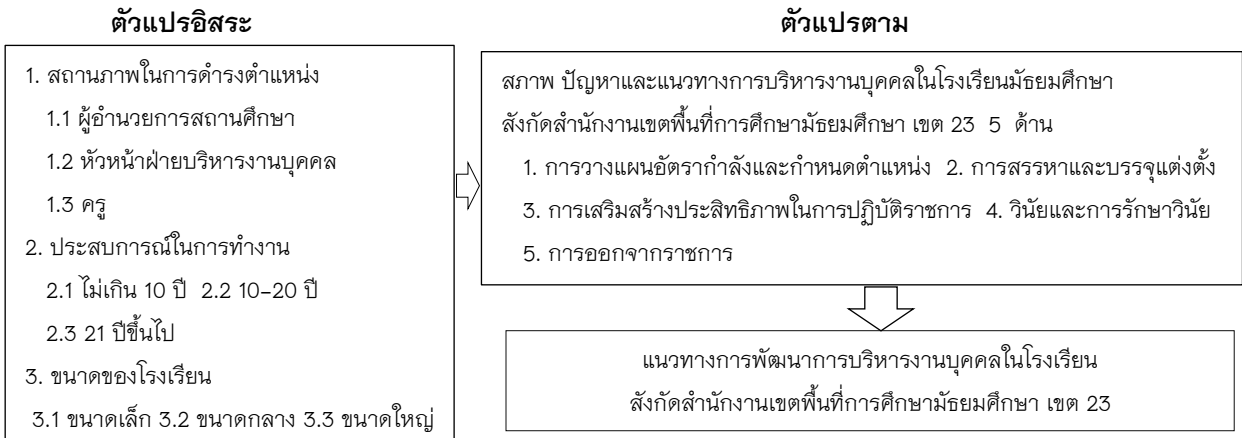 ตัวแปรอิสระ
1. สถานภาพในการดำรงตำแหน่ง
1.1 ผู้อำนวยการสถานศึกษา
1.2 หัวหน้าฝ่ายบริหารงานบุคคล
1.3 ครู
2. ประสบการณ์ในการทำงาน
2.1 ไม่เกิน 10 ปี 2.2 10–20 ปี
2.3 21 ปีขึ้นไป
3. ขนาดของโรงเรียน
3.1 ขนาดเล็ก 3.2 ขนาดกลาง 3.3 ขนาดใหญ่
ตัวแปรตาม
สภาพ ปัญหาและแนวทางการบริหารงานบุคคลในโรงเรียนมัธยมศึกษา
สังกัดสำนักงานเขตพื้นที่การศึกษามัธยมศึกษา เขต 23 5 ด้าน
1. การวางแผนอัตรากำลังและกำหนดตำแหน่ง 2. การสรรหาและบรรจุแต่งตั้ง
3. การเสริมสร้างประสิทธิภาพในการปฏิบัติราชการ 4. วินัยและการรักษาวินัย
5. การออกจากราชการ
แนวทางการพัฒนาการบริหารงานบุคคลในโรงเรียน
สังกัดสำนักงานเขตพื้นที่การศึกษามัธยมศึกษา เขต 23